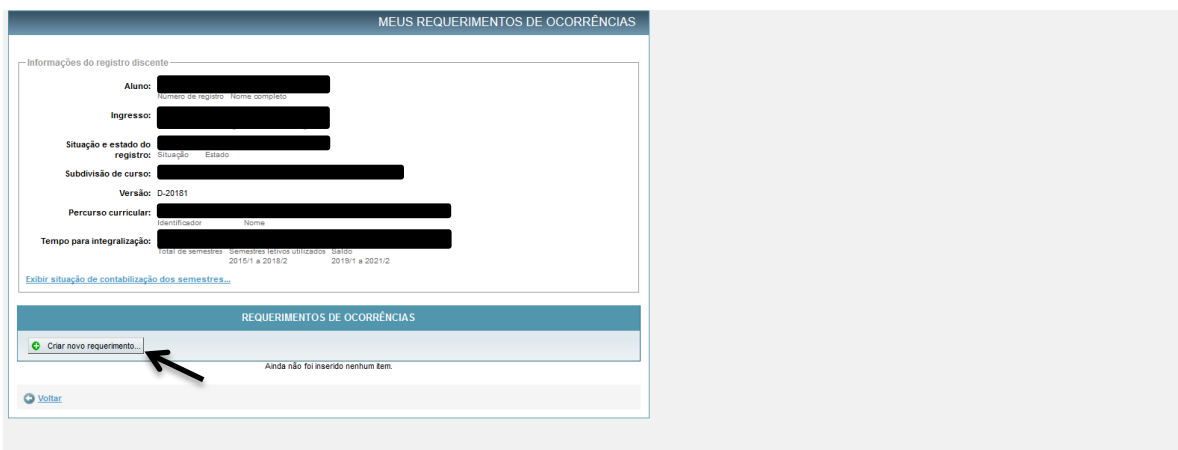 MEUS REQUERIMENTOS DE OCORRÊNCIAS
Informações do registro discente
Aluno:
Número de registro Nome completo
Ingresso:
Situação e estado do
registro:
Situação Estado
Subdivisão de curso:
Versão: D-20181
Percurso curricular:
Identificador Nome
Tempo para integralização:
Total de semestres Semestres letivos utilizados Saldo
2015/1 a 2018/2 2019/1 a 2021/2
Exibir situação de contabilização dos semestres...
REQUERIMENTOS DE OCORRÊNCIAS
Criar novo requerimento...
Ainda não foi inserido nenhum item.
Voltar